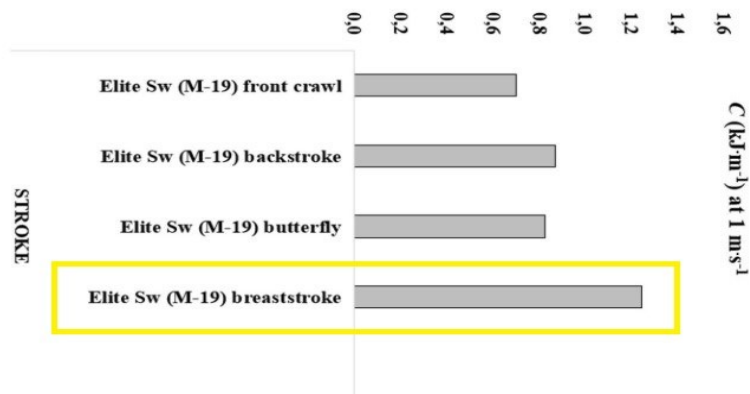 0,0
0,2
0,4
0,6
0,8
1,0
1,2
1,4
1,6
C (kJ·m⁻¹) at 1 m·s⁻¹
Elite Sw (M-19) front crawl
Elite Sw (M-19) backstroke
Elite Sw (M-19) butterfly
Elite Sw (M-19) breaststroke
STROKE